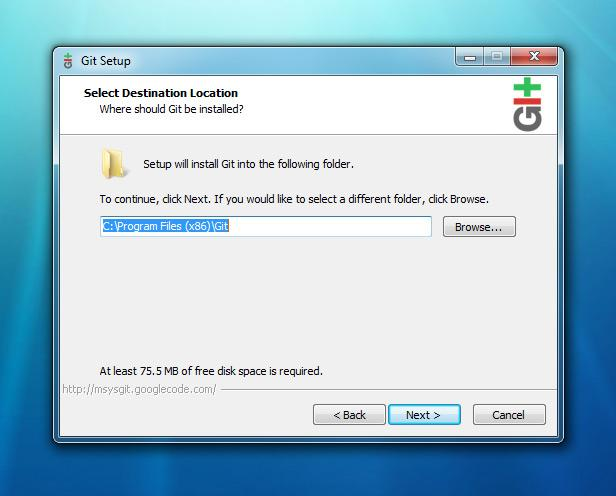 Git Setup
Select Destination Location
Where should Git be installed?
Git
Setup will install Git into the following folder.
To continue, click Next. If you would like to select a different folder, click Browse.
C:\Program Files (x86)\Git
Browse...
At least 75.5 MB of free disk space is required.
http://msysgit.googlecode.com/
< Back
Next >
Cancel